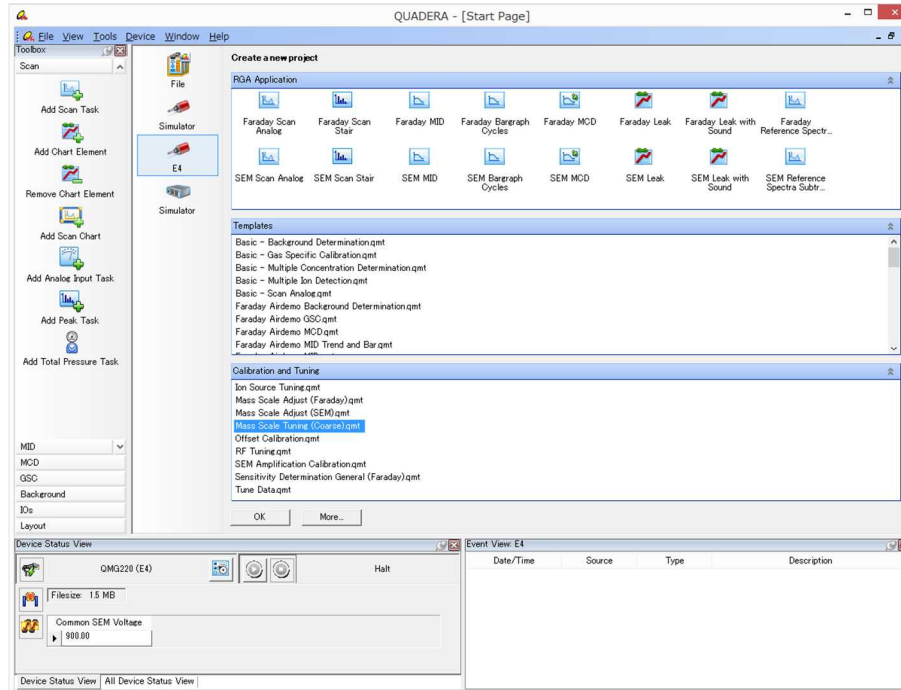 QUADERA - [Start Page]
File View Tools Device Window Help
Toolbox
Scan
Add Scan Task
Add Chart Element
Remove Chart Element
Add Scan Chart
Add Analog Input Task
Add Peak Task
Add Total Pressure Task
MID
MCD
GSC
Background
IOs
Layout
File
Simulator
E4
Simulator
Create a new project
RGA Application
Faraday Scan Analog
Faraday Scan Stair
Faraday MID
Faraday Bargraph Cycles
Faraday MCD
Faraday Leak
Faraday Leak with Sound
Faraday Reference Spectr...
SEM Scan Analog
SEM Scan Stair
SEM MID
SEM Bargraph Cycles
SEM MCD
SEM Leak
SEM Leak with Sound
SEM Reference Spectra Subtr...
Templates
Basic - Background Determination.qmt
Basic - Gas Specific Calibration.qmt
Basic - Multiple Concentration Determination.qmt
Basic - Multiple Ion Detection.qmt
Basic - Scan Analog.qmt
Faraday Airdemo Background Determination.qmt
Faraday Airdemo GSC.qmt
Faraday Airdemo MCD.qmt
Faraday Airdemo MID Trend and Bar.qmt
Calibration and Tuning
Ion Source Tuning.qmt
Mass Scale Adjust (Faraday).qmt
Mass Scale Adjust (SEM).qmt
Mass Scale Tuning (Coarse).qmt
Offset Calibration.qmt
RF Tuning.qmt
SEM Amplification Calibration.qmt
Sensitivity Determination General (Faraday).qmt
Tune Data.qmt
OK More...
Device Status View
QMG220 (E4) Halt
Filesize: 1.5 MB
Common SEM Voltage
900.00
Device Status View All Device Status View
Event View: E4
Date/Time Source Type Description